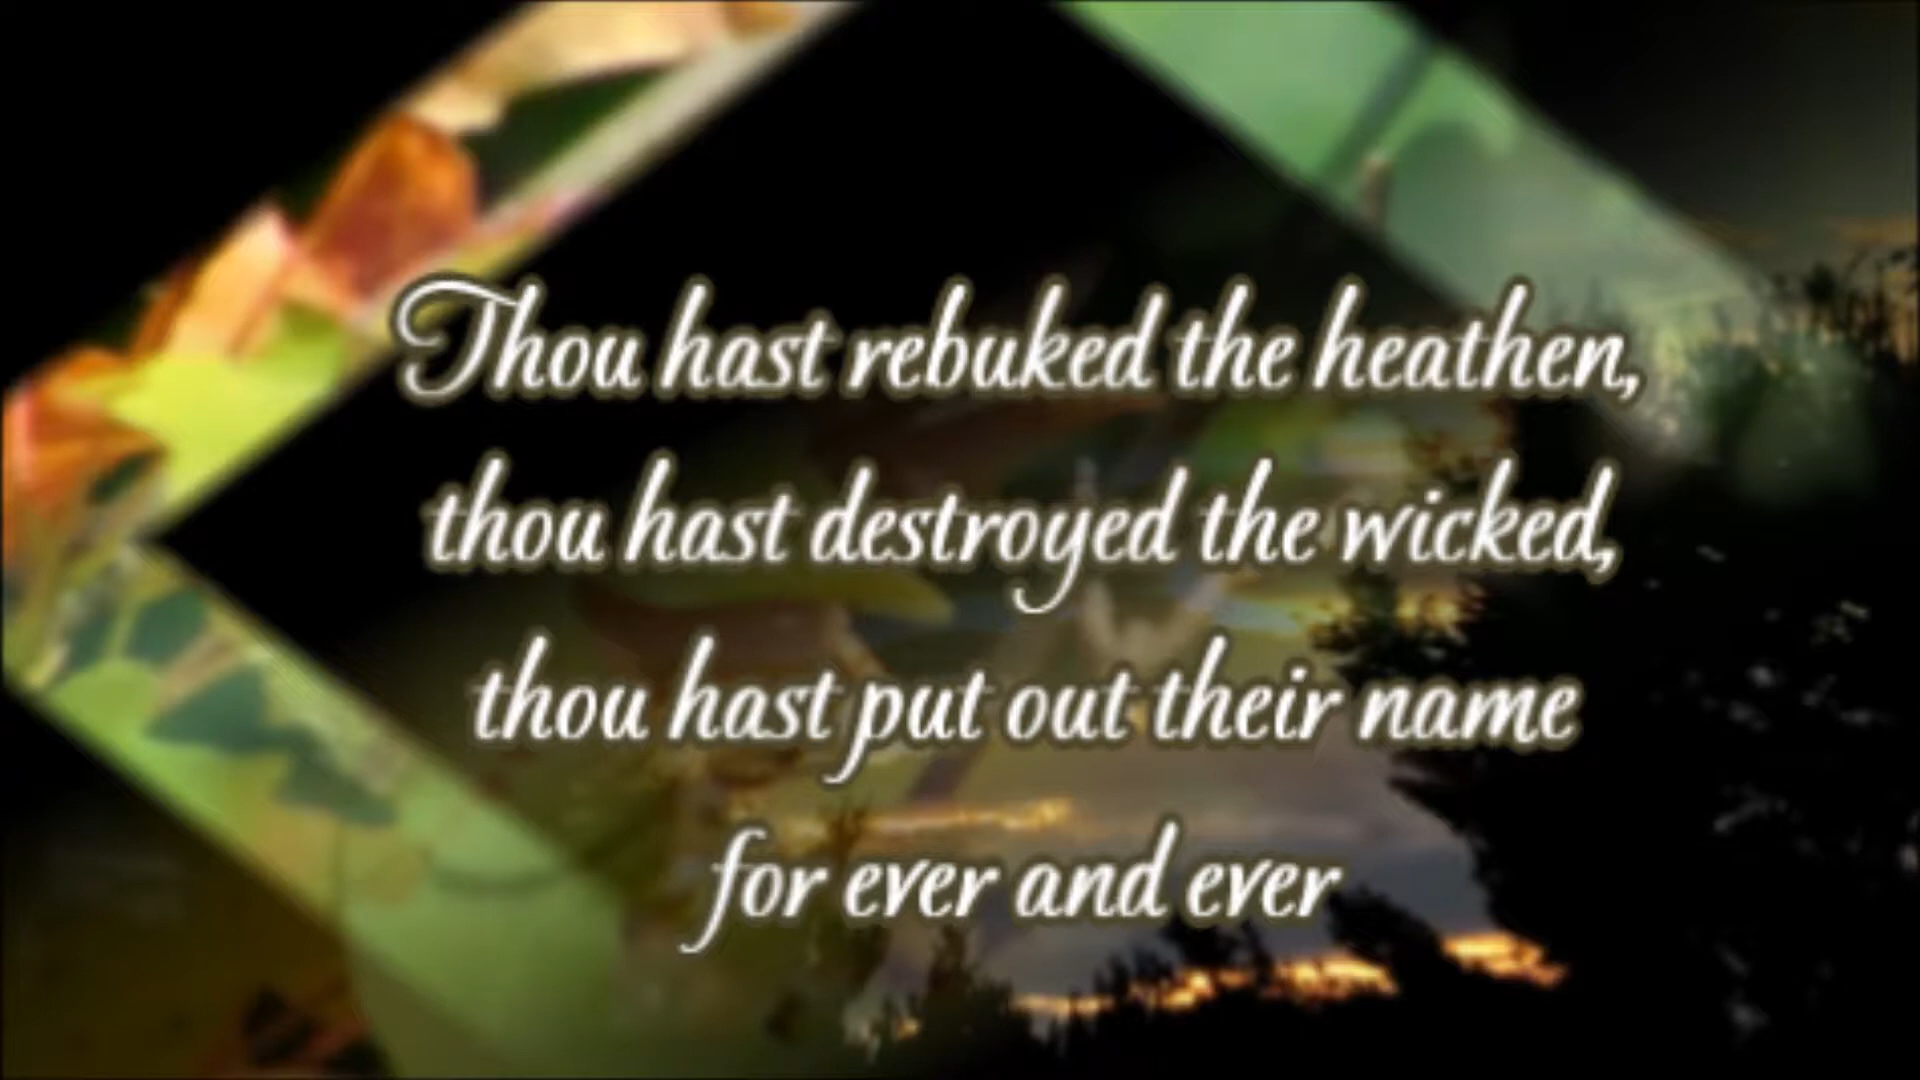 Thou hast rebuked the heathen,
thou hast destroyed the wicked,
thou hast put out their name
for ever and ever